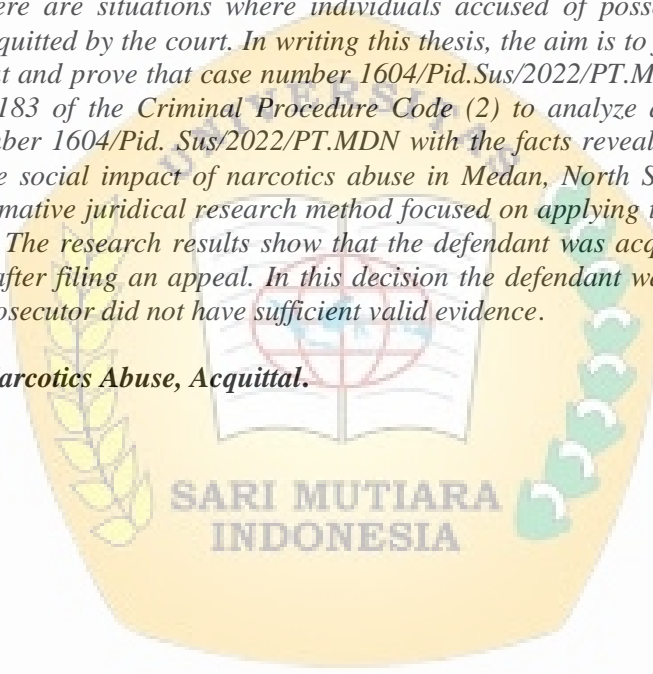 ere are situations where individuals accused of poss
quitted by the court. In writing this thesis, the aim is to j
t and prove that case number 1604/Pid.Sus/2022/PT.M
183 of the Criminal Procedure Code (2) to analyze a
ber 1604/Pid. Sus/2022/PT.MDN with the facts reveal
e social impact of narcotics abuse in Medan, North S
mative juridical research method focused on applying t
The research results show that the defendant was acq
after filing an appeal. In this decision the defendant wa
osecutor did not have sufficient valid evidence.
arcotics Abuse, Acquittal.
UNIVERSITAS
SARI MUTIARA
INDONESIA